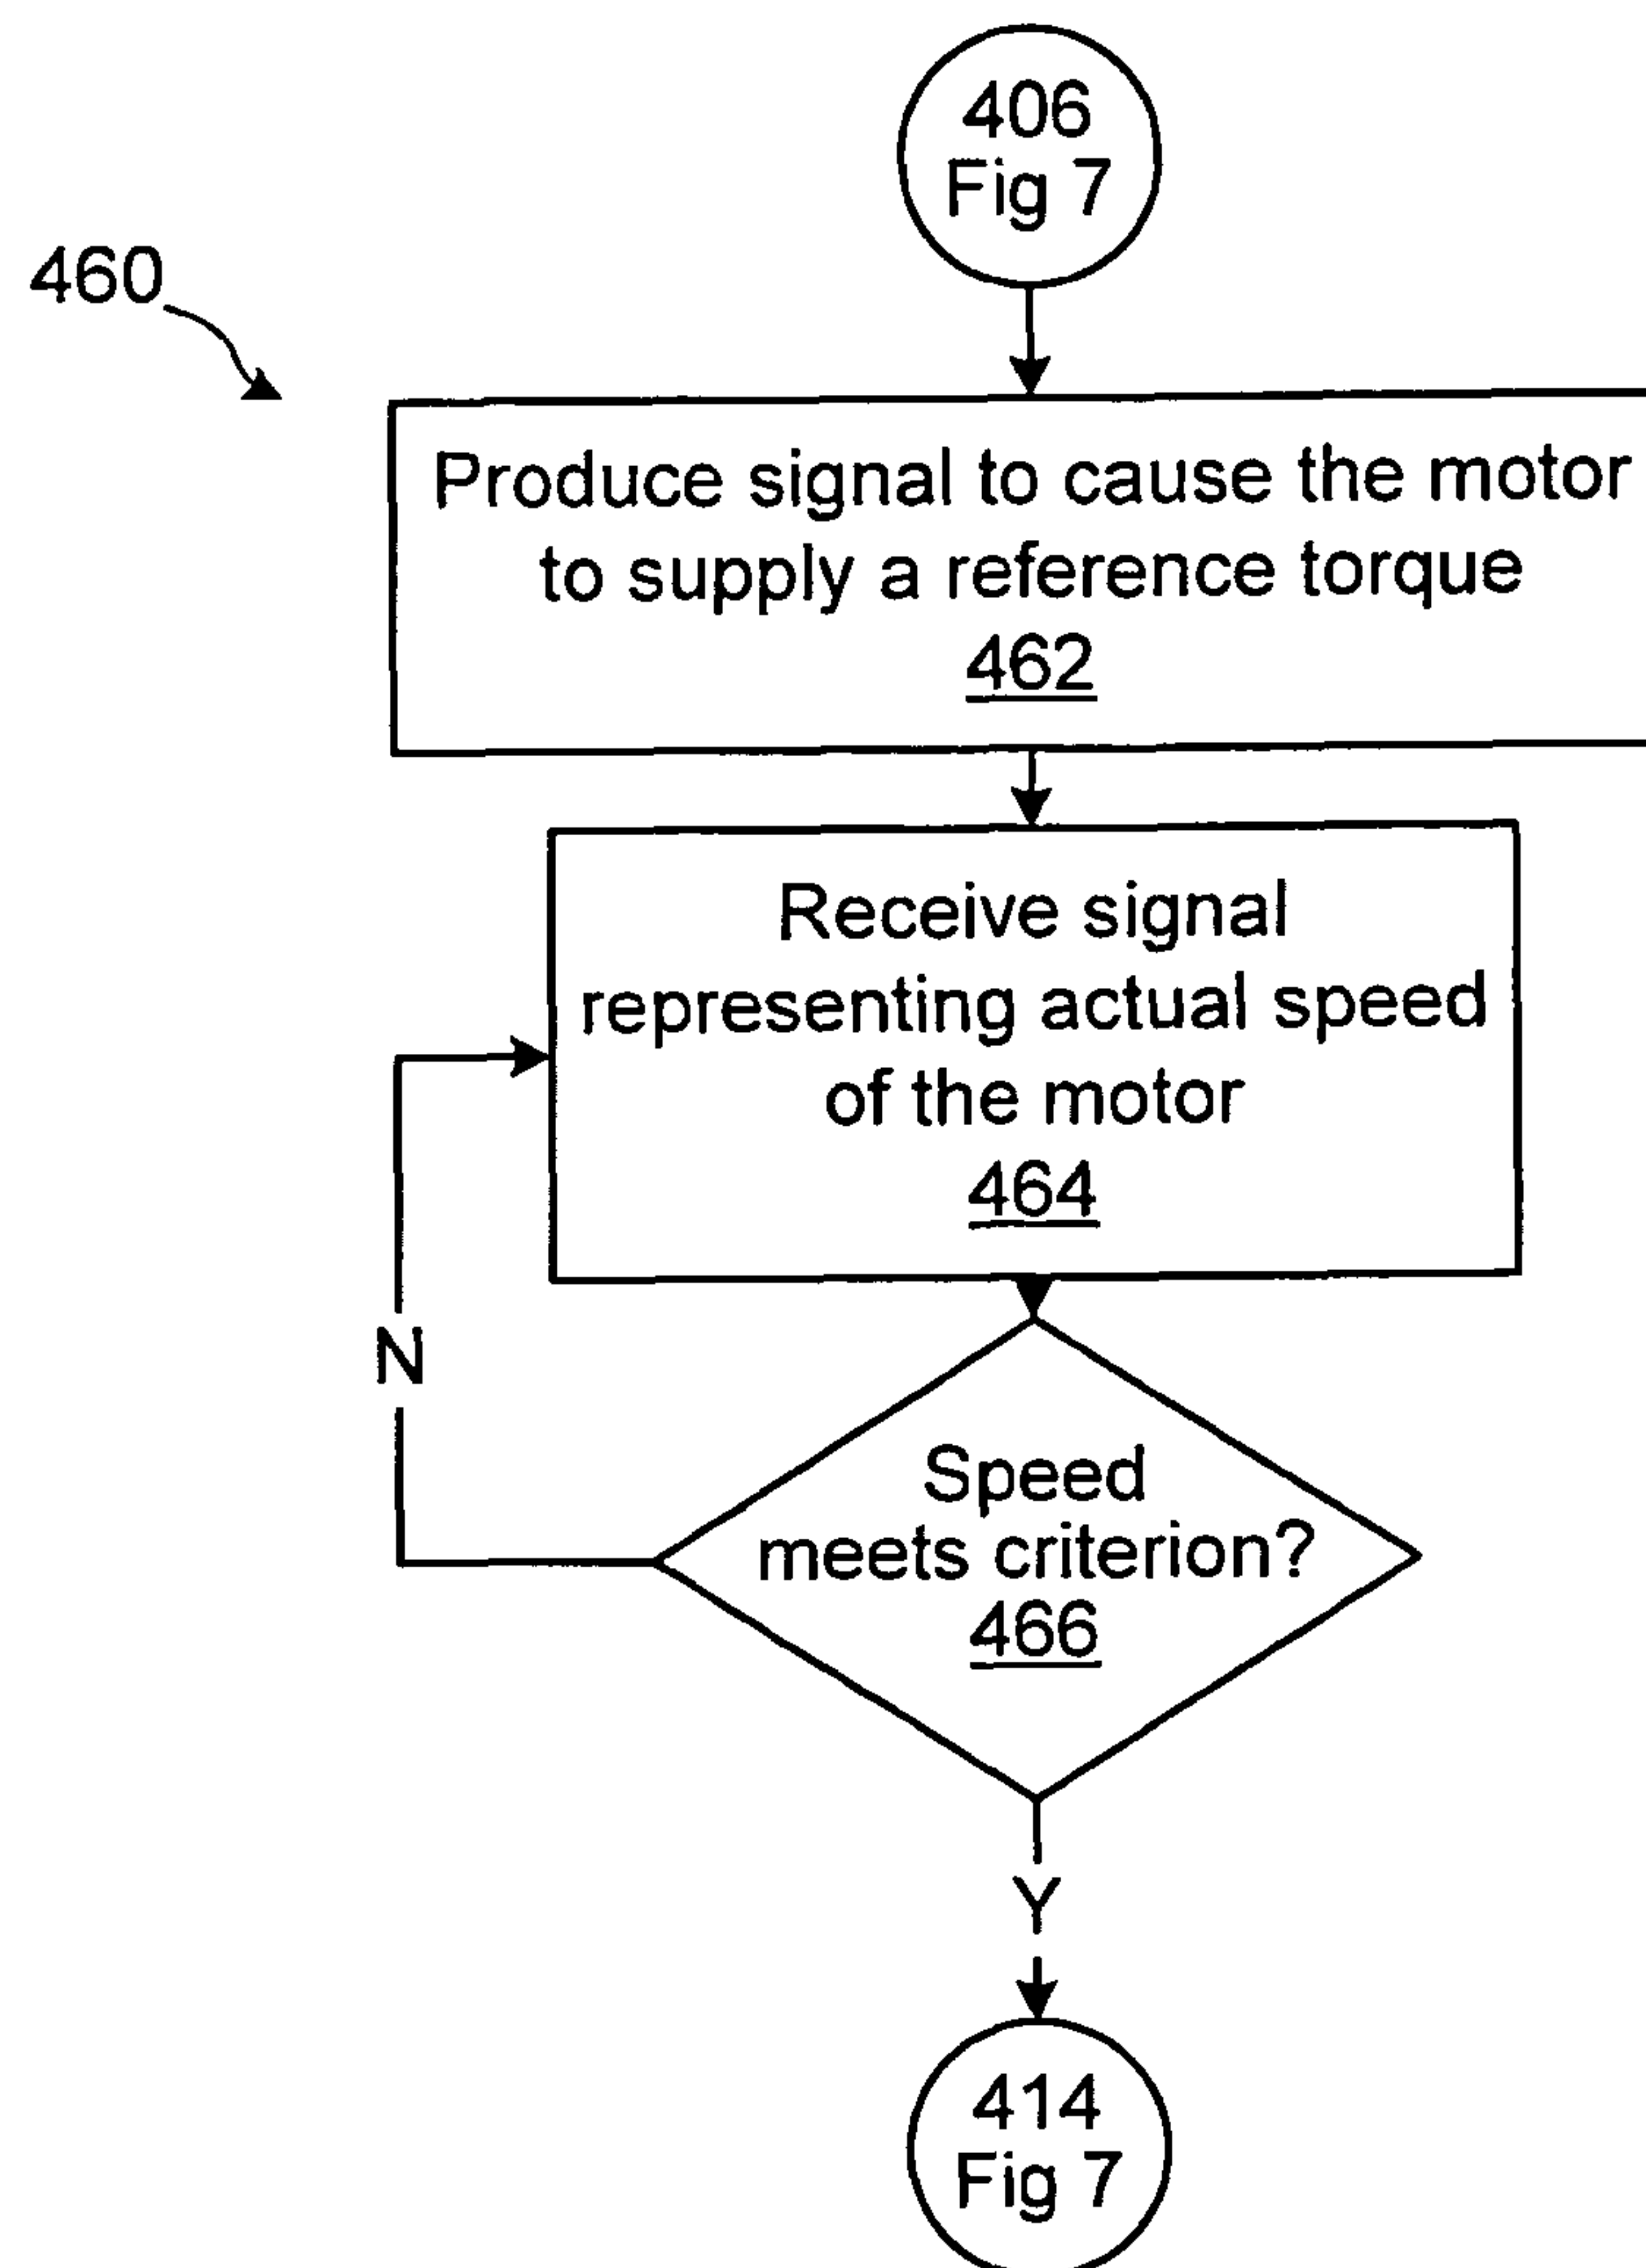 406
Fig 7
460
Produce signal to cause the motor
to supply a reference torque
462
Receive signal
representing actual speed
of the motor
464
N
Speed
meets criterion?
466
Y
414
Fig 7